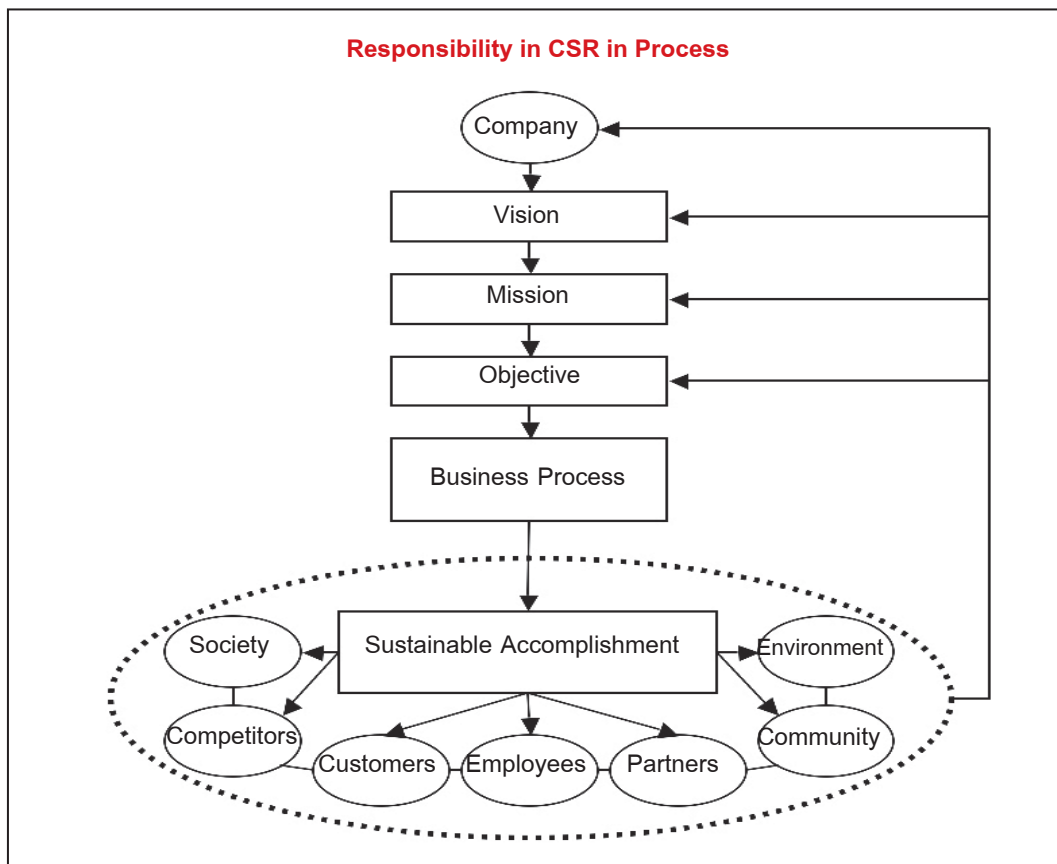 Responsibility in CSR in Process
Company
Vision
Mission
Objective
Business Process
Sustainable Accomplishment
Society
Environment
Competitors
Community
Customers
Employees
Partners